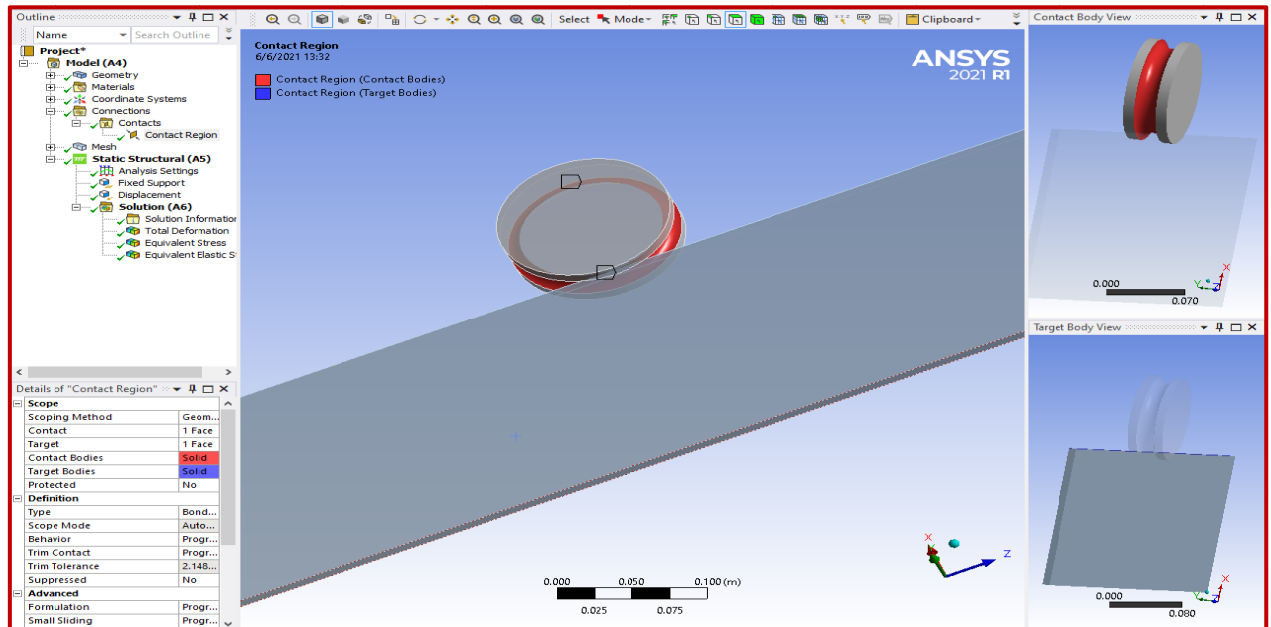 Outline
Name
Search Outline
Project*
Model (A4)
Geometry
Materials
Coordinate Systems
Connections
Contacts
Contact Region
Mesh
Static Structural (A5)
Analysis Settings
Fixed Support
Displacement
Solution (A6)
Solution Information
Total Deformation
Equivalent Stress
Equivalent Elastic S
Details of "Contact Region"
Scope
Scoping Method Geom...
Contact 1 Face
Target 1 Face
Contact Bodies Solid
Target Bodies Solid
Protected No
Definition
Type Bond...
Scope Mode Auto...
Behavior Progr...
Trim Contact Progr...
Trim Tolerance 2.148...
Suppressed No
Advanced
Formulation Progr...
Small Sliding Progr...
Select Mode Clipboard
Contact Region
6/6/2021 13:32
Contact Region (Contact Bodies)
Contact Region (Target Bodies)
ANSYS
2021 R1
0.000 0.050 0.100 (m)
0.025 0.075
X
Z
Contact Body View
0.000
0.070
X
Y
Z
Target Body View
0.000
0.080
X
Y
Z